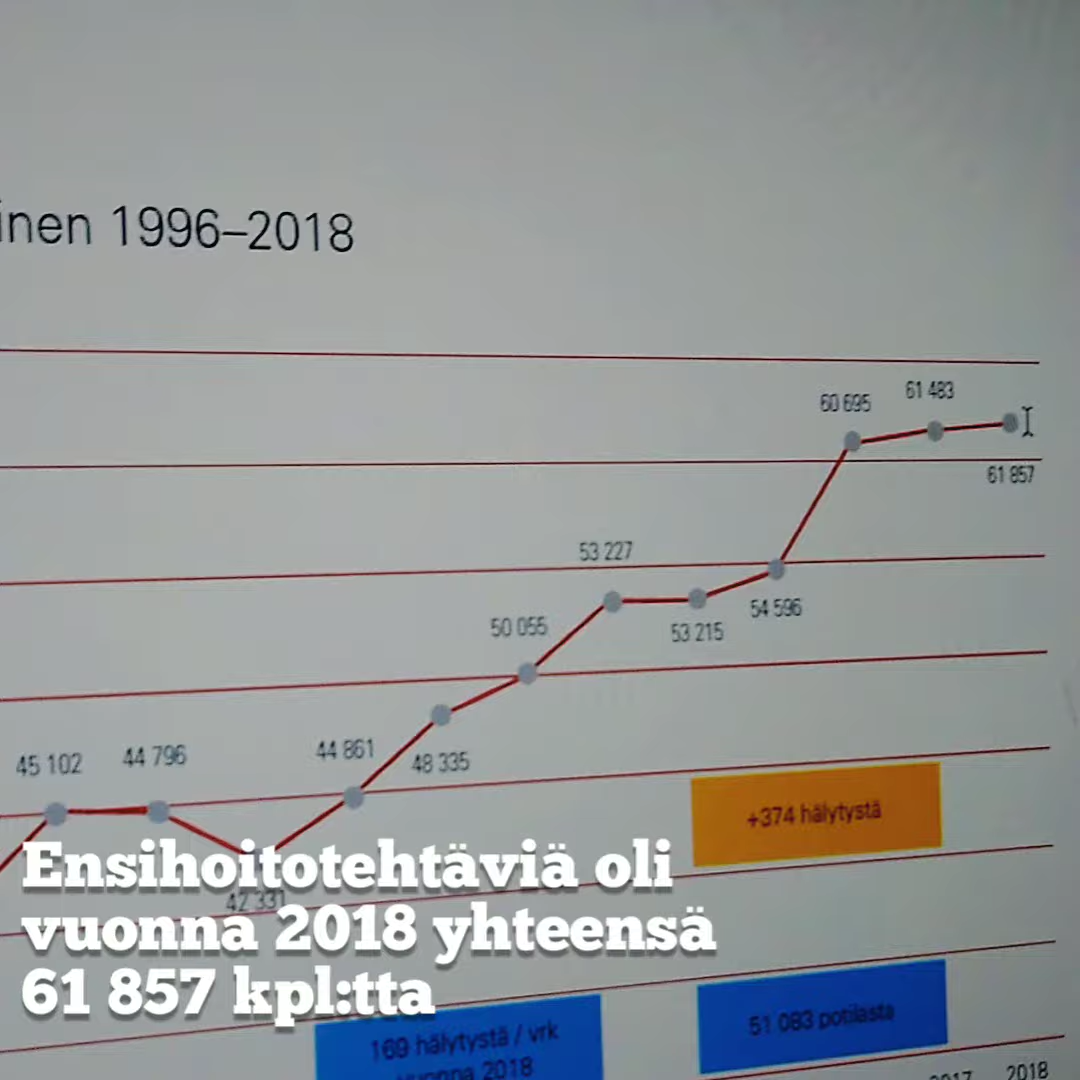 inen 1996–2018
60 695
61 483
61 857
53 227
54 596
50 055
53 215
45 102
44 796
44 861
48 335
+374 hälytystä
Ensihoitotehtäviä oli
42 331
vuonna 2018 yhteensä
61 857 kpl:tta
169 hälytystä / vrk
vuonna 2018
51 083 potilasta
2017
2018